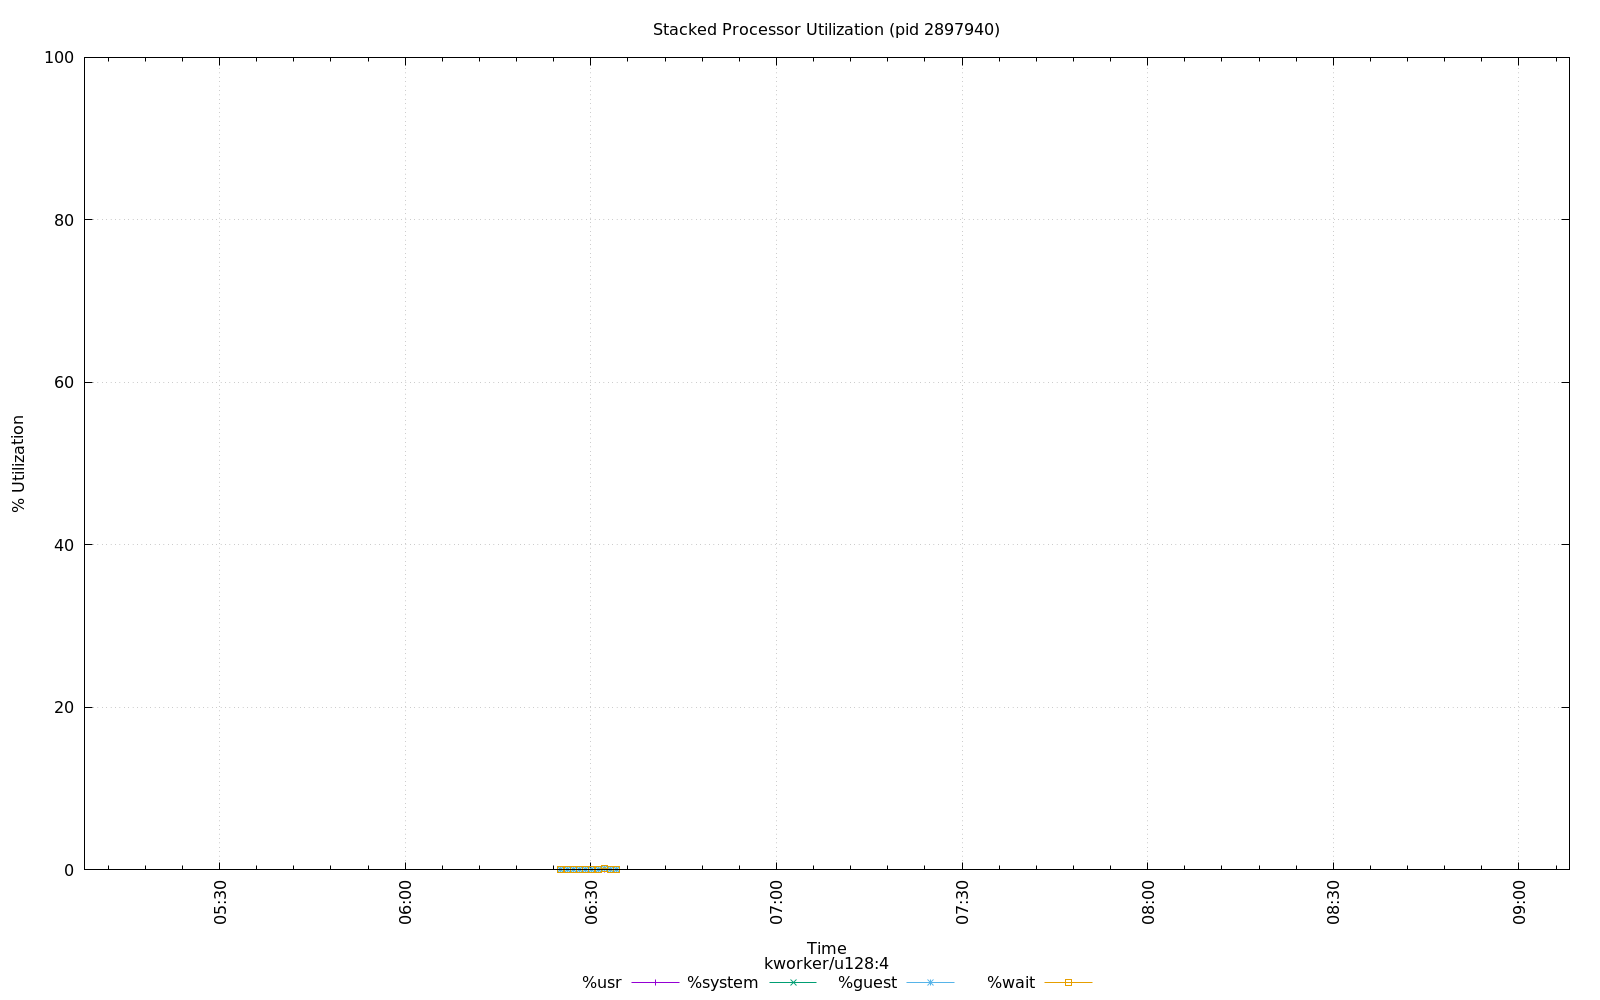 Stacked Processor Utilization (pid 2897940)
100
80
60
40
20
0
% Utilization
05:30
06:00
06:30
07:00
07:30
08:00
08:30
09:00
Time
kworker/u128:4
%usr %system %guest %wait